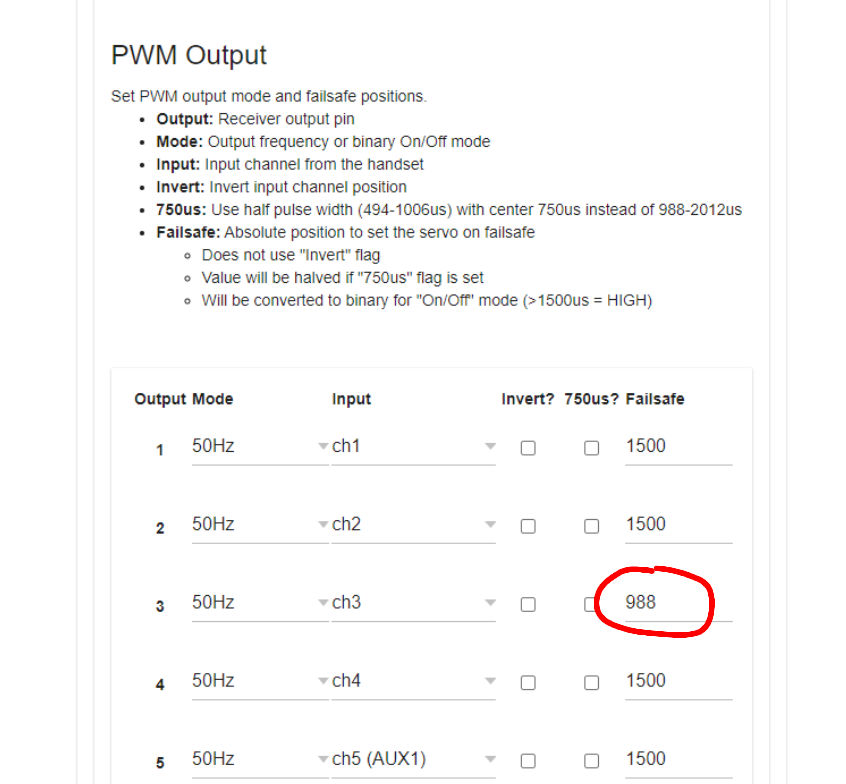 PWM Output
Set PWM output mode and failsafe positions.
• Output: Receiver output pin
• Mode: Output frequency or binary On/Off mode
• Input: Input channel from the handset
• Invert: Invert input channel position
• 750us: Use half pulse width (494-1006us) with center 750us instead of 988-2012us
• Failsafe: Absolute position to set the servo on failsafe
◦ Does not use "Invert" flag
◦ Value will be halved if "750us" flag is set
◦ Will be converted to binary for "On/Off" mode (>1500us = HIGH)
Output Mode Input Invert? 750us? Failsafe
1 50Hz ch1 1500
2 50Hz ch2 1500
3 50Hz ch3 988
4 50Hz ch4 1500
5 50Hz ch5 (AUX1) 1500